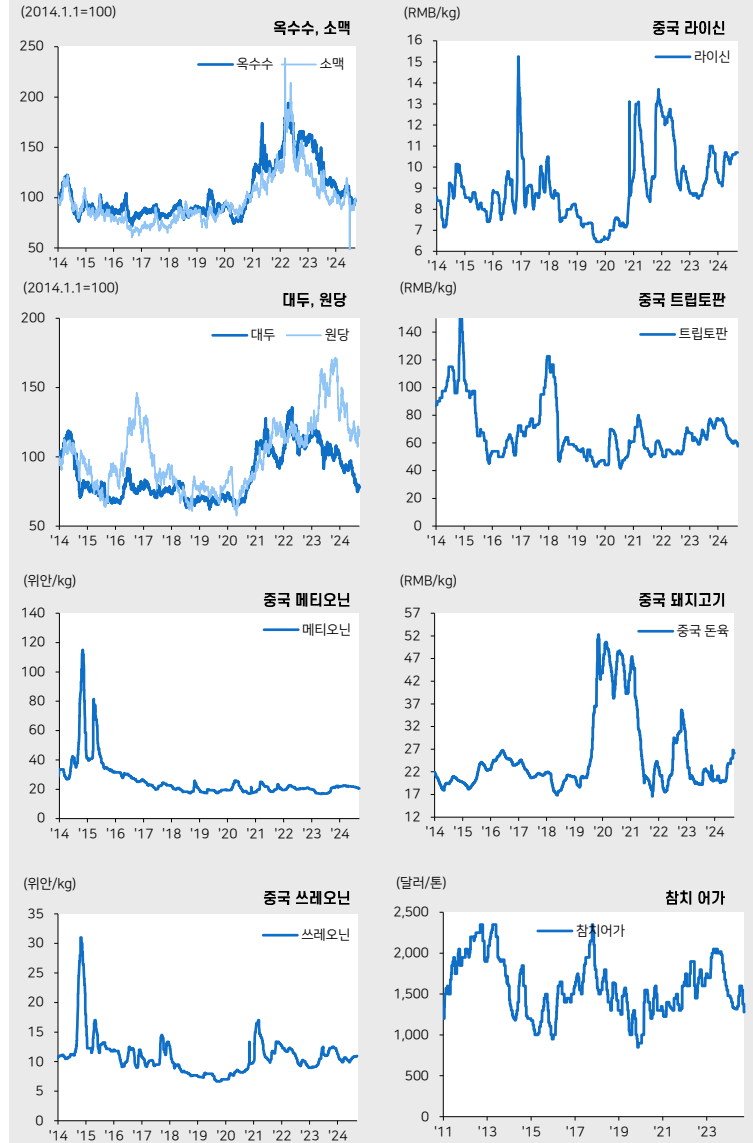 (2014.1.1=100)
옥수수, 소맥
옥수수 소맥
250
200
150
100
50
'14 '15 '16 '17 '18 '19 '20 '21 '22 '23 '24
(RMB/kg)
중국 라이신
라이신
16
15
14
13
12
11
10
9
8
7
6
'14 '15 '16 '17 '18 '19 '20 '21 '22 '23 '24
(2014.1.1=100)
대두, 원당
대두 원당
200
150
100
50
'14 '15 '16 '17 '18 '19 '20 '21 '22 '23 '24
(RMB/kg)
중국 트립토판
트립토판
140
120
100
80
60
40
20
0
'14 '15 '16 '17 '18 '19 '20 '21 '22 '23 '24
(위안/kg)
중국 메티오닌
메티오닌
140
120
100
80
60
40
20
0
'14 '15 '16 '17 '18 '19 '20 '21 '22 '23 '24
(RMB/kg)
중국 돼지고기
중국 돈육
57
52
47
42
37
32
27
22
17
12
'14 '15 '16 '17 '18 '19 '20 '21 '22 '23 '24
(위안/kg)
중국 쓰레오닌
쓰레오닌
35
30
25
20
15
10
5
0
'14 '15 '16 '17 '18 '19 '20 '21 '22 '23 '24
(달러/톤)
참치 어가
참치어가
2,500
2,000
1,500
1,000
500
0
'11 '13 '15 '17 '19 '21 '23